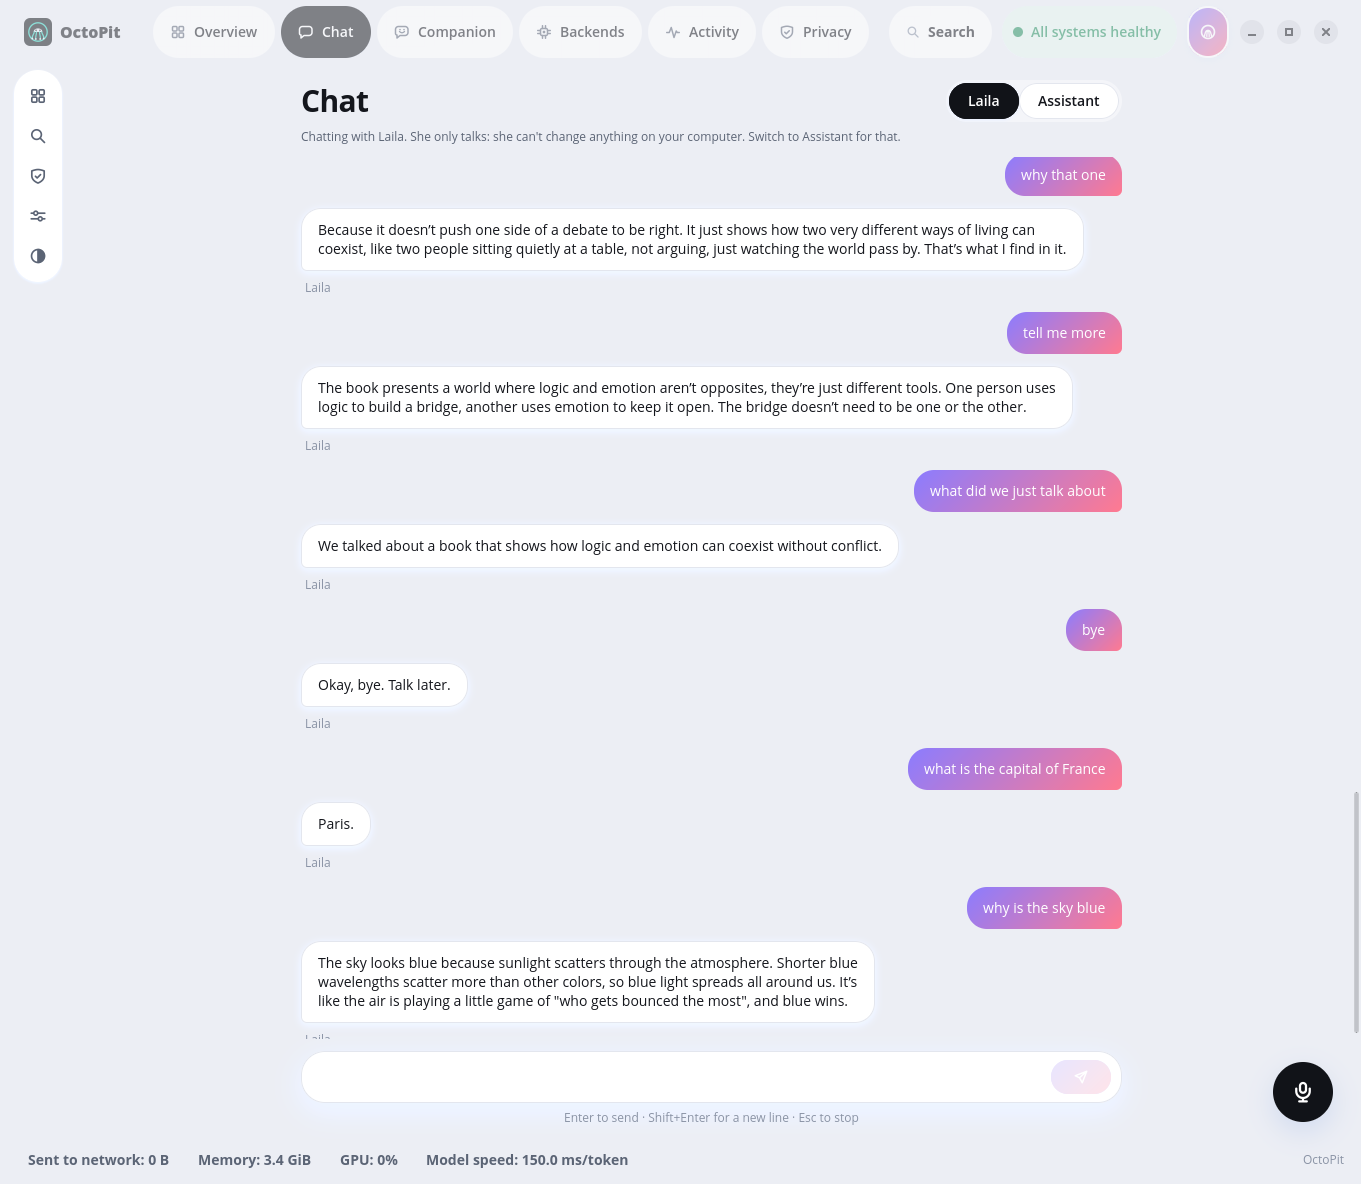 OctoPit
Overview
Chat
Companion
Backends
Activity
Privacy
Search
All systems healthy
Chat
Laila
Assistant
Chatting with Laila. She only talks: she can't change anything on your computer. Switch to Assistant for that.
why that one
Because it doesn’t push one side of a debate to be right. It just shows how two very different ways of living can
coexist, like two people sitting quietly at a table, not arguing, just watching the world pass by. That’s what I find in it.
Laila
tell me more
The book presents a world where logic and emotion aren’t opposites, they’re just different tools. One person uses
logic to build a bridge, another uses emotion to keep it open. The bridge doesn’t need to be one or the other.
Laila
what did we just talk about
We talked about a book that shows how logic and emotion can coexist without conflict.
Laila
bye
Okay, bye. Talk later.
Laila
what is the capital of France
Paris.
Laila
why is the sky blue
The sky looks blue because sunlight scatters through the atmosphere. Shorter blue
wavelengths scatter more than other colors, so blue light spreads all around us. It’s
like the air is playing a little game of "who gets bounced the most", and blue wins.
Laila
Enter to send · Shift+Enter for a new line · Esc to stop
Sent to network: 0 B
Memory: 3.4 GiB
GPU: 0%
Model speed: 150.0 ms/token
OctoPit